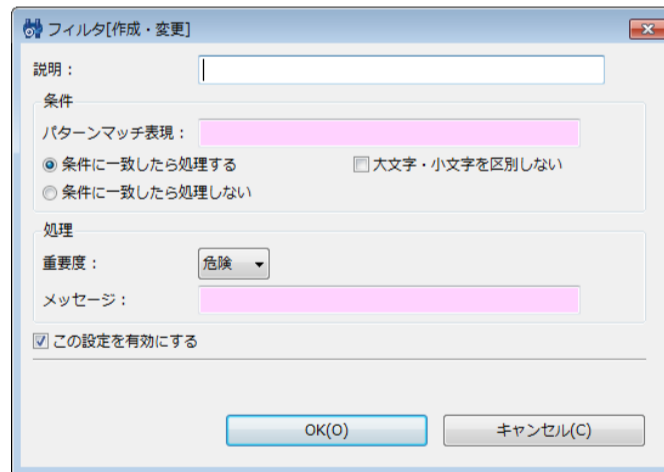 フィルタ[作成・変更]
説明：
条件
パターンマッチ表現：
条件に一致したら処理する 大文字・小文字を区別しない
条件に一致したら処理しない
処理
重要度： 危険
メッセージ：
この設定を有効にする
OK(O) キャンセル(C)